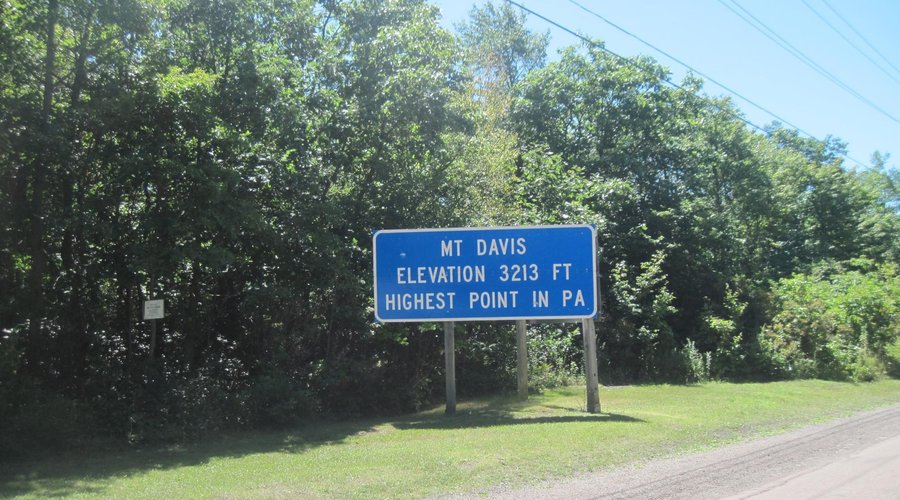 MT DAVIS
ELEVATION 3213 FT
HIGHEST POINT IN PA